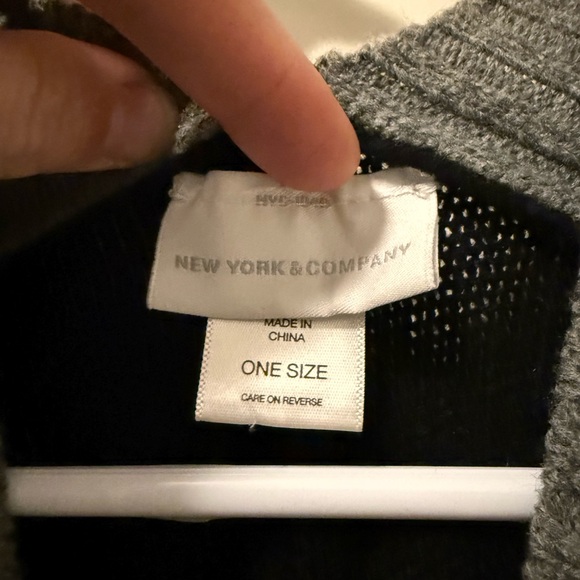 NEW YORK & COMPANY
MADE IN
CHINA
ONE SIZE
CARE ON REVERSE